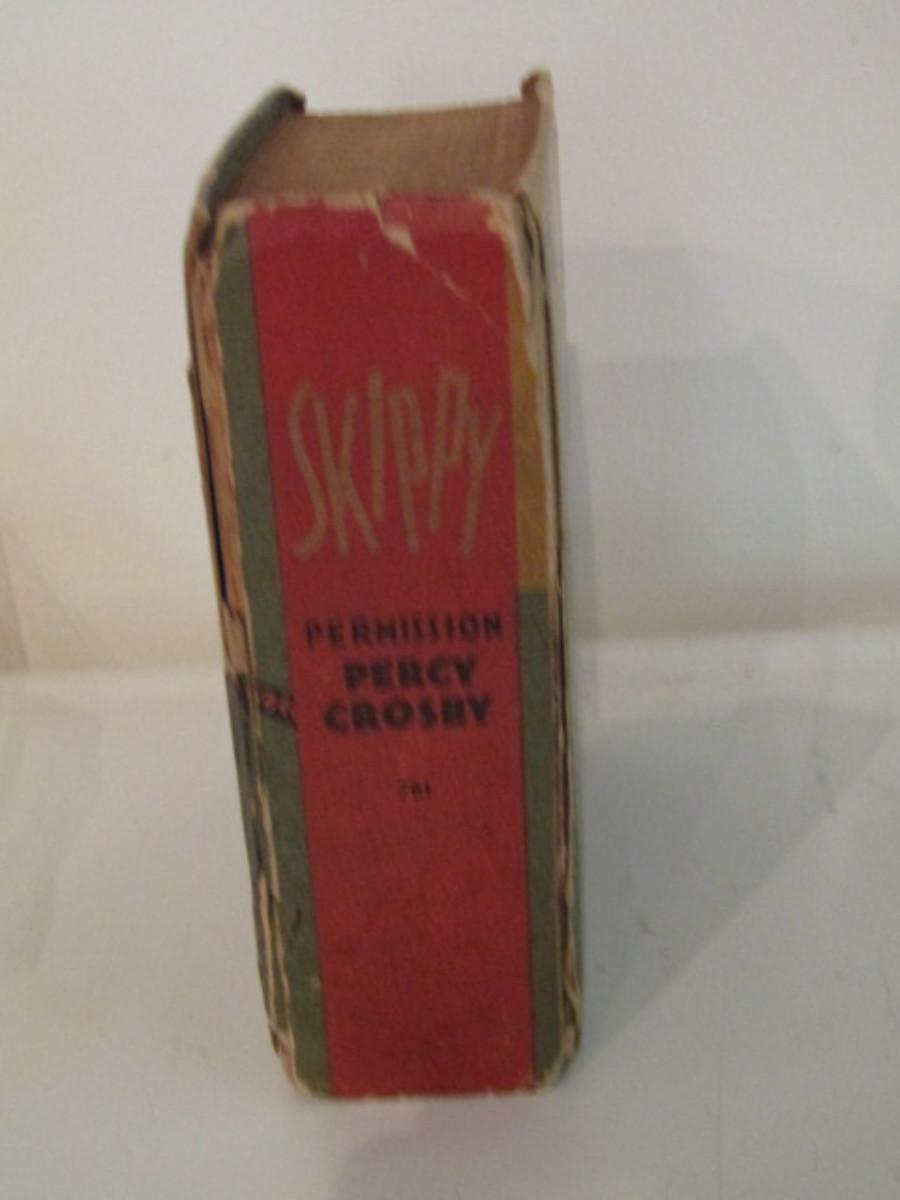 SKIPPY
PERMISSION
PERCY
CROSBY
761